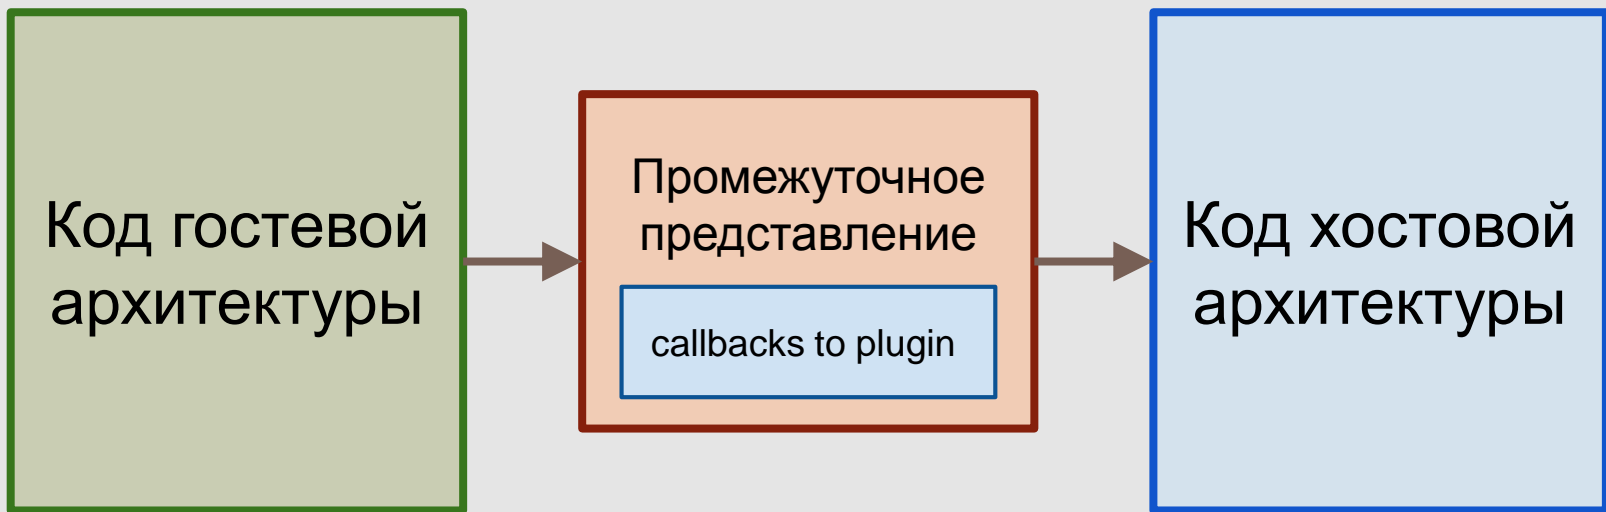 Код гостевой
архитектуры
Промежуточное
представление
callbacks to plugin
Код хостовой
архитектуры